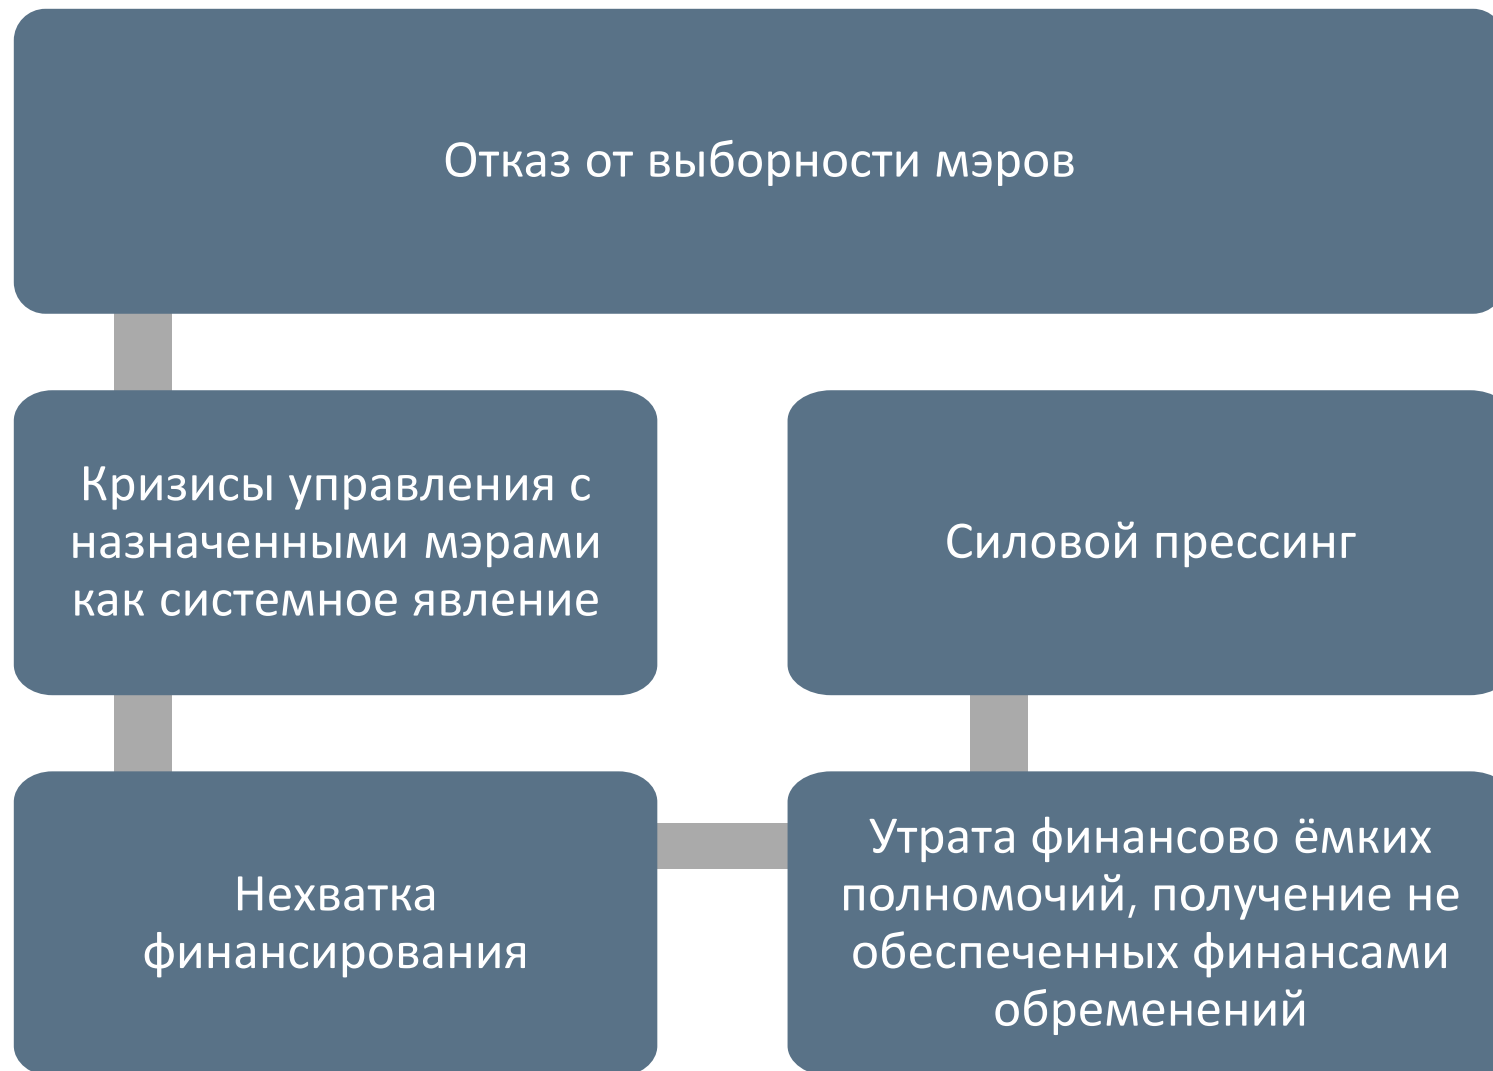 Отказ от выборности мэров
Кризисы управления с
назначенными мэрами
как системное явление
Силовой прессинг
Нехватка
финансирования
Утрата финансово ёмких
полномочий, получение не
обеспеченных финансами
обременений